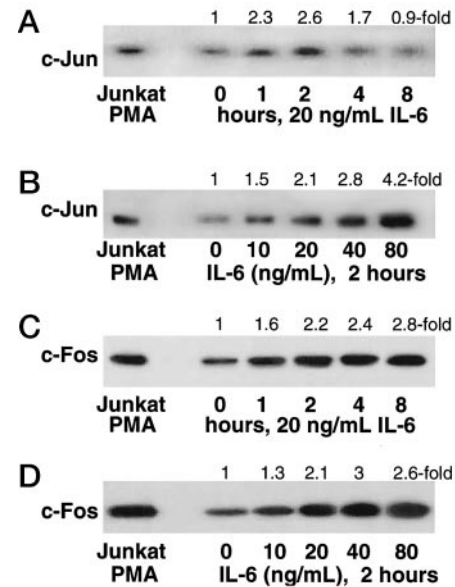 A
1 2.3 2.6 1.7 0.9-fold
c-Jun
Junkat 0 1 2 4 8
PMA hours, 20 ng/mL IL-6
B
1 1.5 2.1 2.8 4.2-fold
c-Jun
Junkat 0 10 20 40 80
PMA IL-6 (ng/mL), 2 hours
C
1 1.6 2.2 2.4 2.8-fold
c-Fos
Junkat 0 1 2 4 8
PMA hours, 20 ng/mL IL-6
D
1 1.3 2.1 3 2.6-fold
c-Fos
Junkat 0 10 20 40 80
PMA IL-6 (ng/mL), 2 hours